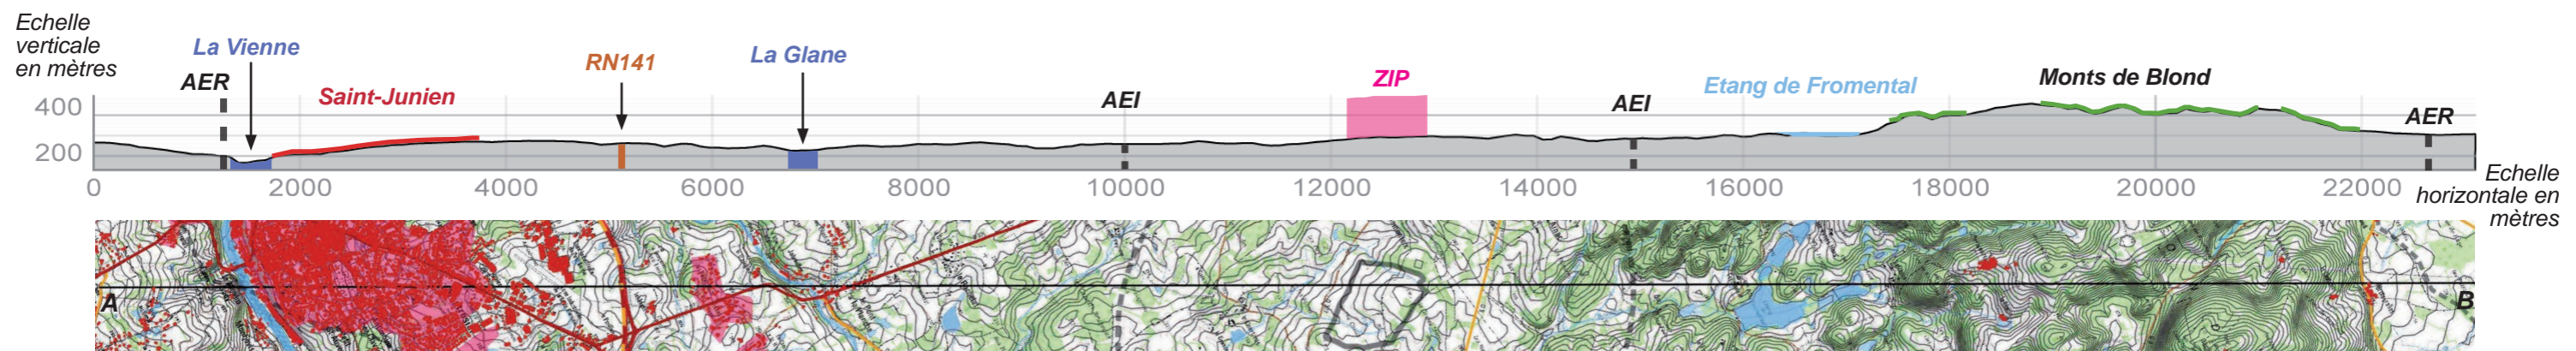 Echelle
verticale
en mètres
La Vienne
AER
Saint-Junien
RN141
La Glane
AEI
ZIP
AEI
Etang de Fromental
Monts de Blond
AER
400
200
0 2000 4000 6000 8000 10000 12000 14000 16000 18000 20000 22000
Echelle
horizontale en
mètres
A
B